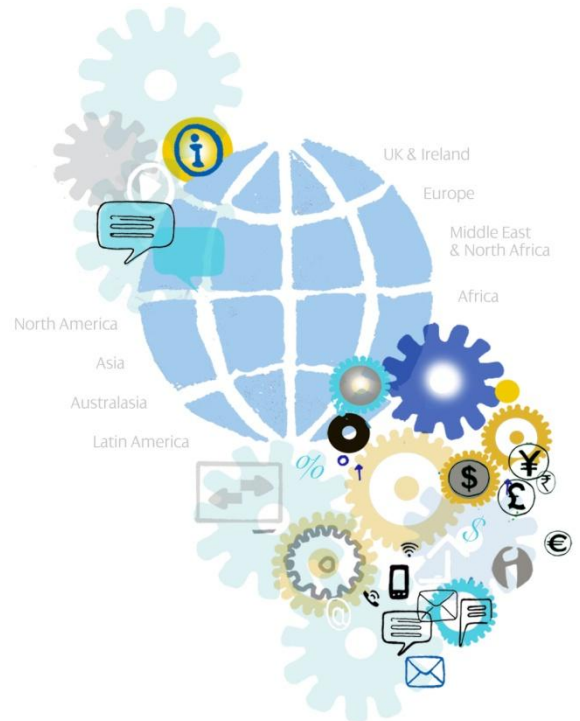 i
UK & Ireland
Europe
Middle East
& North Africa
Africa
North America
Asia
Australasia
Latin America
%
$
¥
₹
£
$
€
i
@